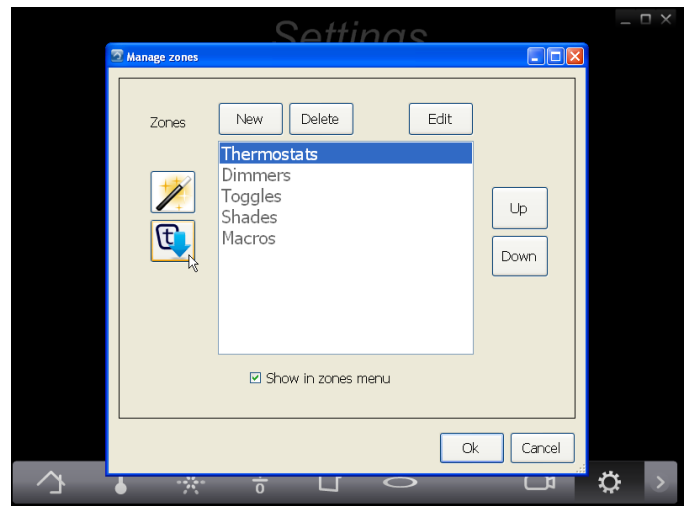 Settings
Manage zones
Zones
New
Delete
Edit
Thermostats
Dimmers
Toggles
Shades
Macros
Up
t
Down
Show in zones menu
Ok
Cancel
0